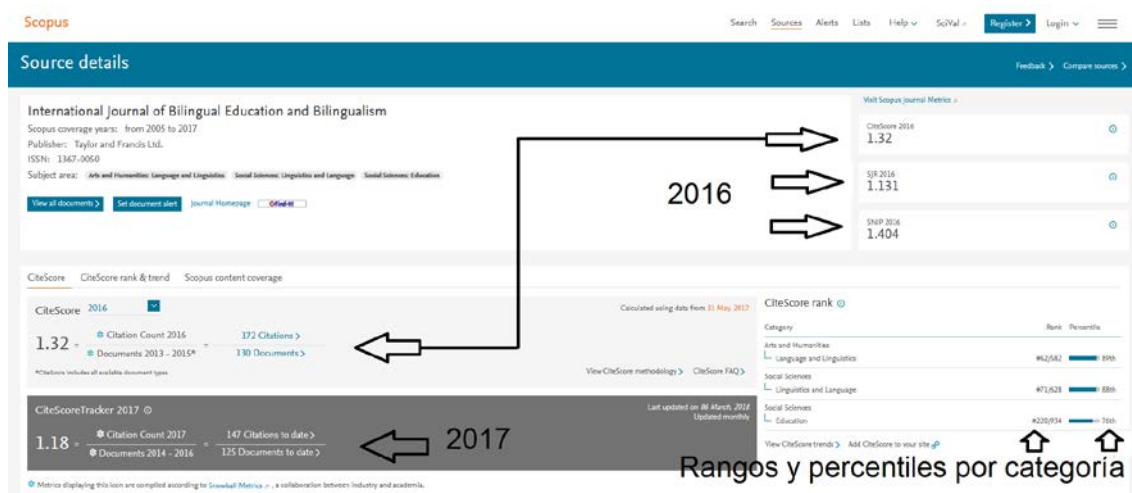 Scopus
Search Sources Alerts Lists Help SciVal Register Login
Source details
Feedback Compare sources
International Journal of Bilingual Education and Bilingualism
Scopus coverage years: from 2005 to 2017
Publisher: Taylor and Francis Ltd.
ISSN: 1367-0050
Subject area: Arts and Humanities: Language and Linguistics Social Sciences: Linguistics and Language Social Sciences: Education
View all documents > Set document alert Journal Homepage
Visit Scopus Journal Metrics
CiteScore 2016
1.32
SJR 2016
1.131
SNIP 2016
1.404
2016
CiteScore CiteScore rank & trend Scopus content coverage
CiteScore 2016
Calculated using data from 31 May, 2017
1.32 = Citation Count 2016 = 172 Citations >
Documents 2013 - 2015* 130 Documents >
*CiteScore includes all available document types
View CiteScore methodology > CiteScore FAQ >
CiteScoreTracker 2017
Last updated on 06 March, 2018
Updated monthly
1.18 = Citation Count 2017 = 147 Citations to date >
Documents 2014 - 2016 125 Documents to date >
2017
CiteScore rank
Category Rank Percentile
Arts and Humanities
Language and Linguistics #62/582 89th
Social Sciences
Linguistics and Language #71/628 88th
Social Sciences
Education #220/934 76th
View CiteScore trends > Add CiteScore to your site
Rangos y percentiles por categoría
Metrics displaying this icon are compiled according to Snowball Metrics, a collaboration between industry and academia.